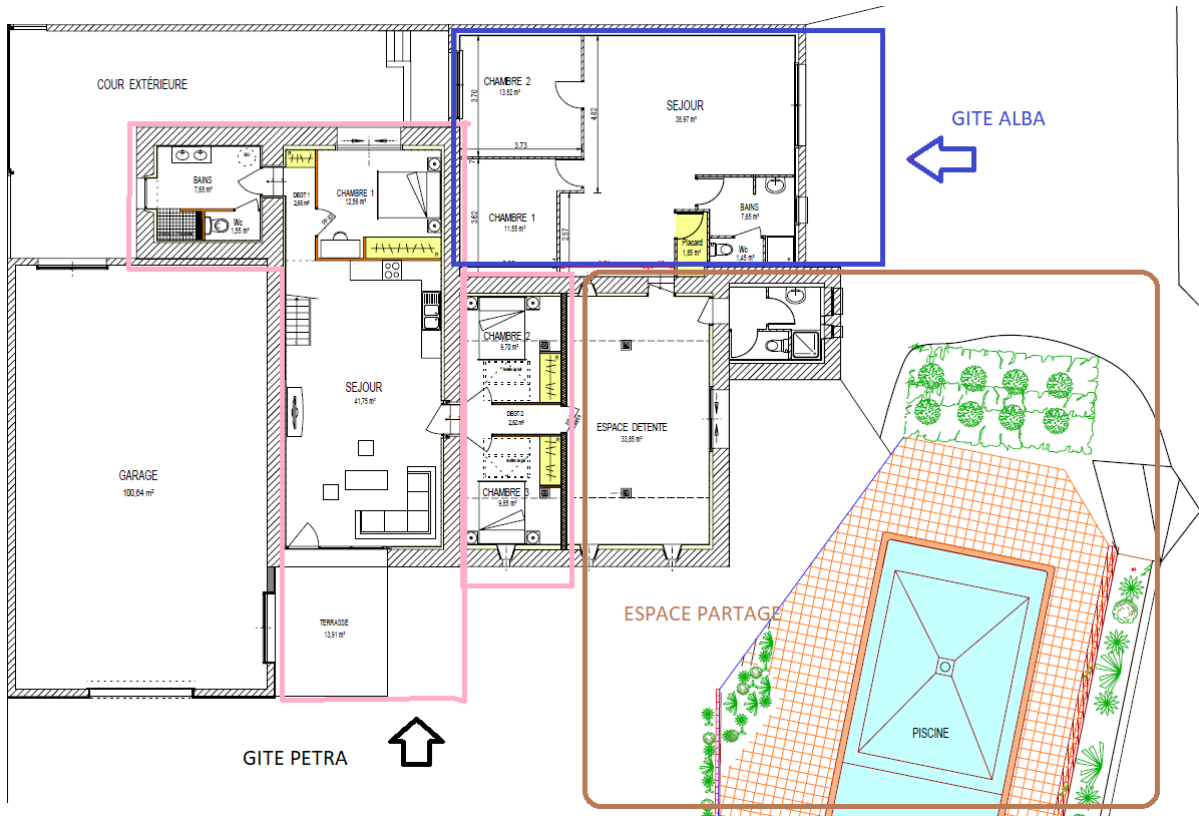 COUR EXTÉRIEURE
CHAMBRE 2
13.82 m²
3.70
3.73
4.82
SEJOUR
36.97 m²
GITE ALBA
BAINS
7,68 m²
Wc
1,55 m²
DEGT 1
2,66 m²
CHAMBRE 1
12,56 m²
CHAMBRE 1
11.55 m²
3.62
2.57
BAINS
7,65 m²
Placard
1,85 m²
Wc
1,45 m²
CHAMBRE 2
9,70 m²
SEJOUR
41,75 m²
DEGT 2
2,82 m²
ESPACE DETENTE
33,85 m²
GARAGE
100,64 m²
CHAMBRE 3
9,85 m²
ESPACE PARTAGE
TERRASSE
13,91 m²
PISCINE
GITE PETRA